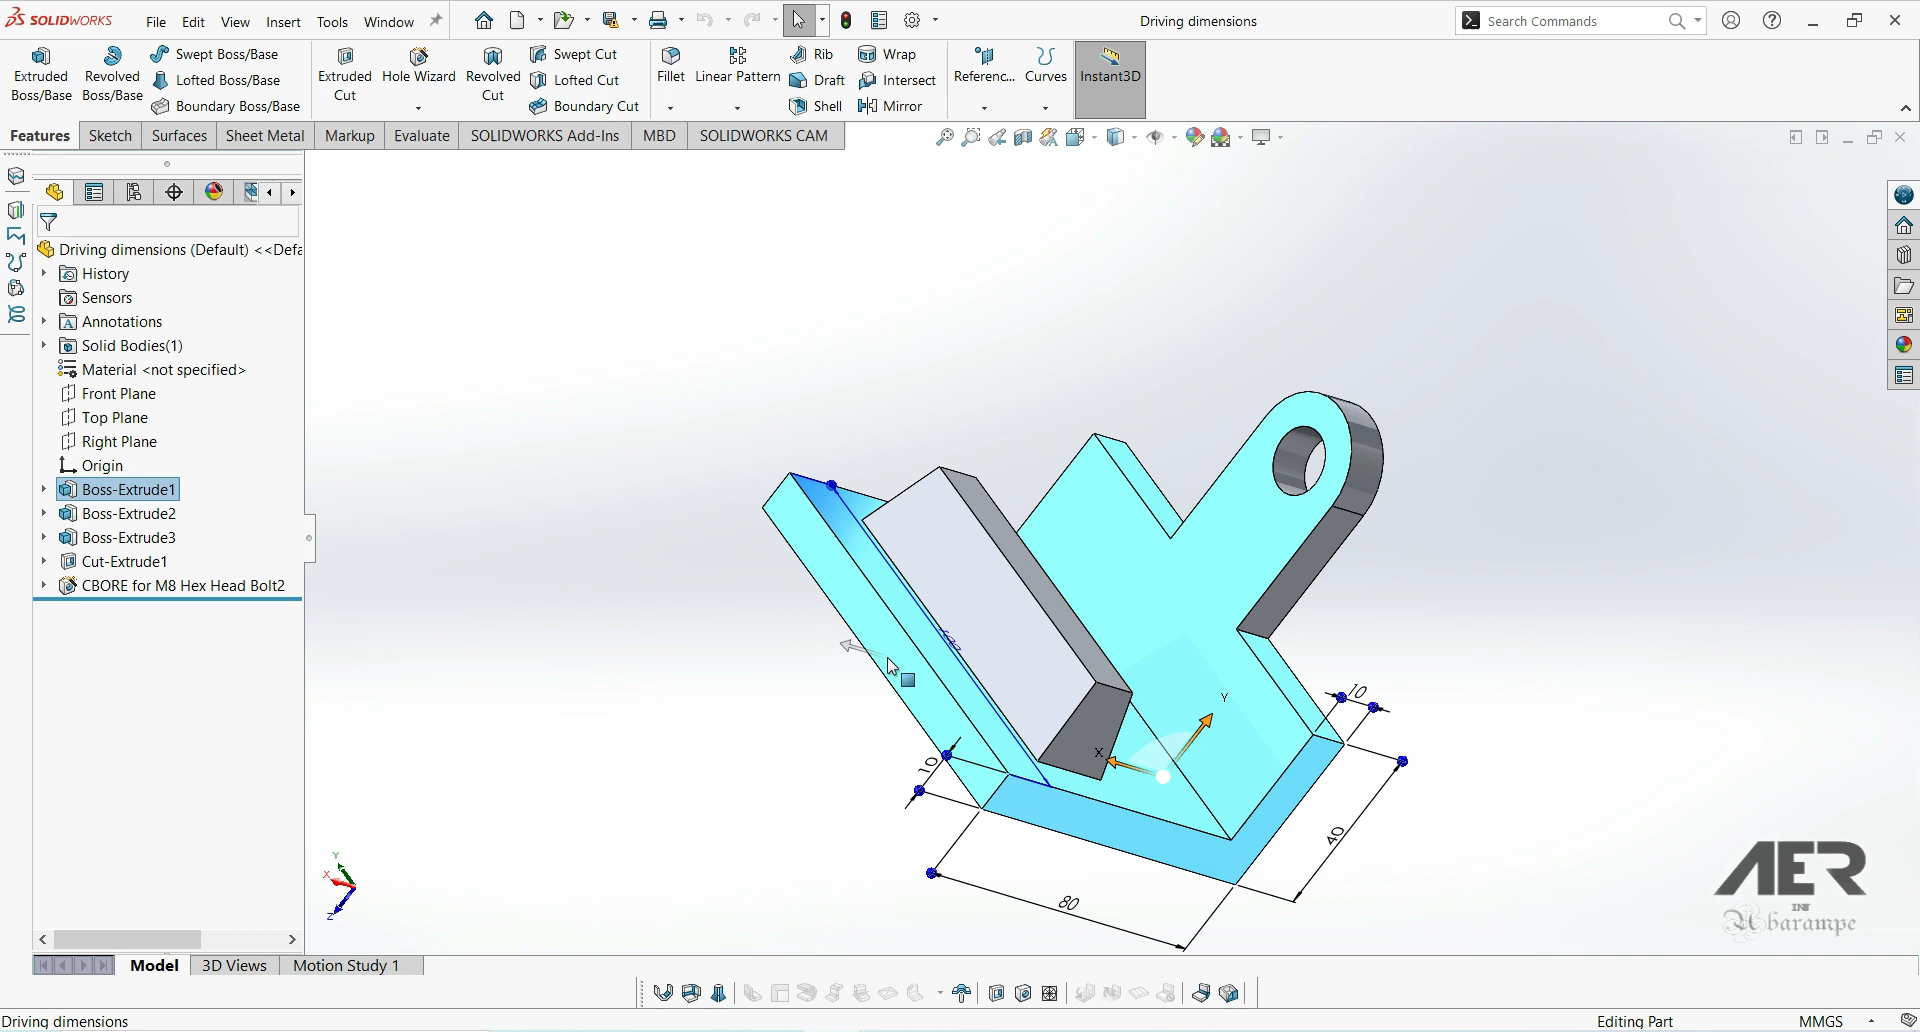 SOLIDWORKS
File Edit View Insert Tools Window
Driving dimensions
Search Commands
Extruded Boss/Base
Revolved Boss/Base
Swept Boss/Base
Lofted Boss/Base
Boundary Boss/Base
Extruded Cut
Hole Wizard
Revolved Cut
Swept Cut
Lofted Cut
Boundary Cut
Fillet
Linear Pattern
Rib
Draft
Shell
Wrap
Intersect
Mirror
Referenc...
Curves
Instant3D
Features Sketch Surfaces Sheet Metal Markup Evaluate SOLIDWORKS Add-Ins MBD SOLIDWORKS CAM
Driving dimensions (Default) <<Defa
History
Sensors
Annotations
Solid Bodies(1)
Material <not specified>
Front Plane
Top Plane
Right Plane
Origin
Boss-Extrude1
Boss-Extrude2
Boss-Extrude3
Cut-Extrude1
CBORE for M8 Hex Head Bolt2
10
Y
X
10
40
80
Y
X
Z
AER
INT
Abarampe
Model 3D Views Motion Study 1
Driving dimensions
Editing Part
MMGS